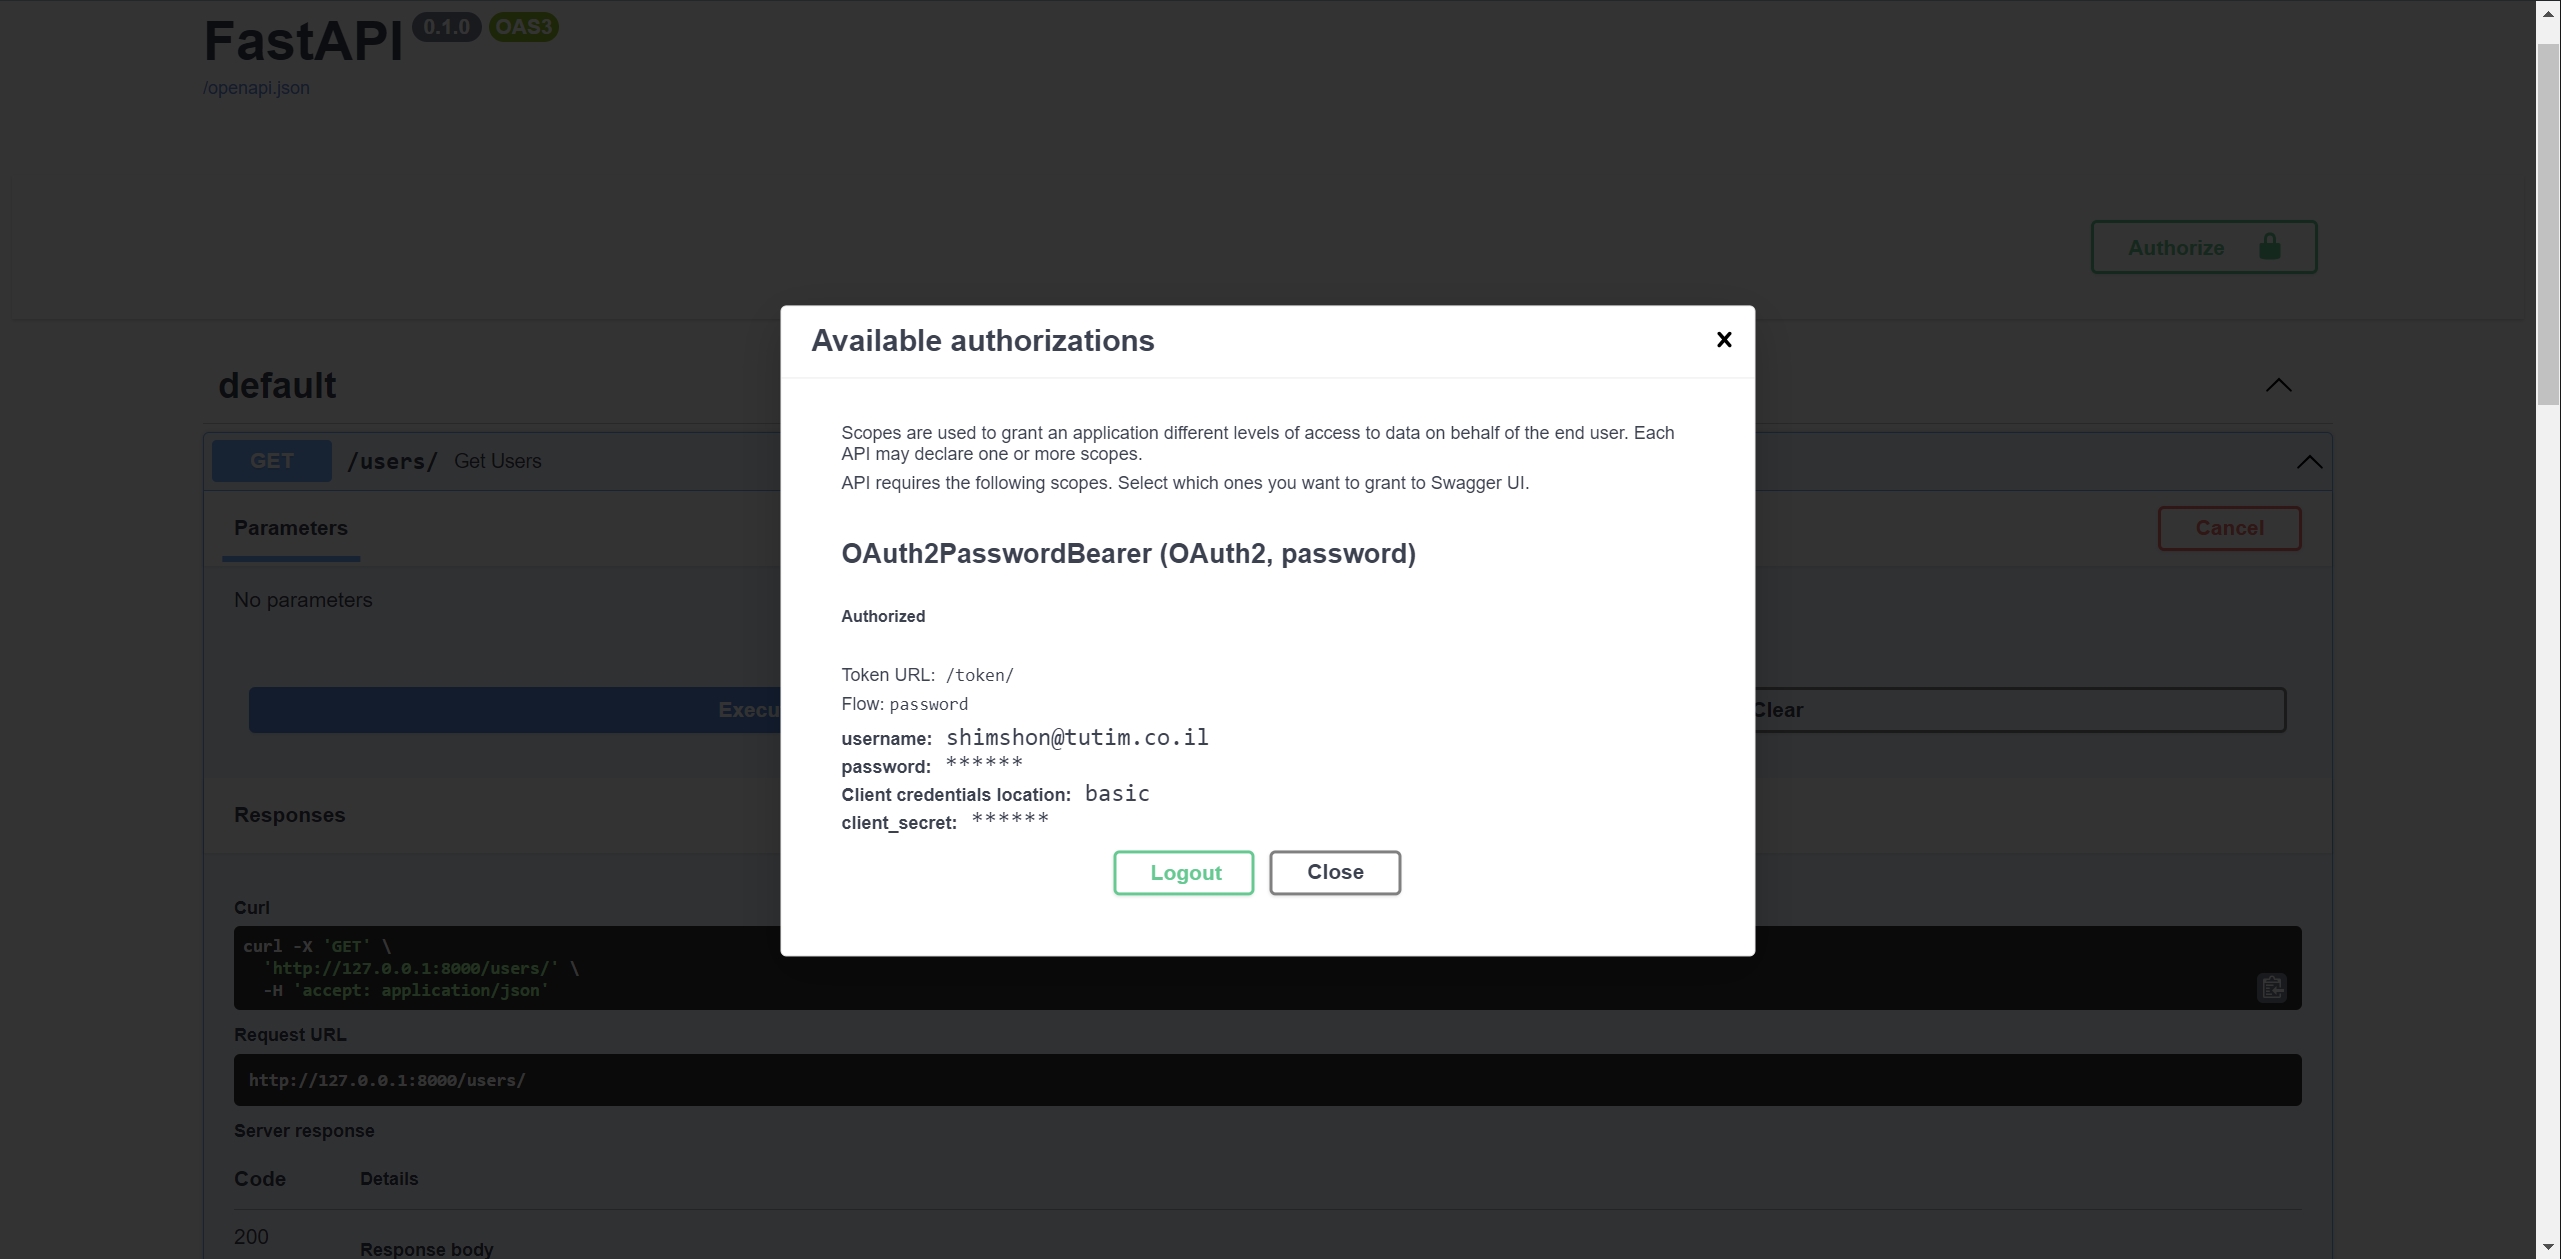 FastAPI 0.1.0 OAS3
/openapi.json
Authorize
Available authorizations
Scopes are used to grant an application different levels of access to data on behalf of the end user. Each
API may declare one or more scopes.
API requires the following scopes. Select which ones you want to grant to Swagger UI.
OAuth2PasswordBearer (OAuth2, password)
Authorized
Token URL: /token/
Flow: password
username: shimshon@tutim.co.il
password: ******
Client credentials location: basic
client_secret: ******
Logout Close
default
GET /users/ Get Users
Parameters
Cancel
No parameters
Execu
Clear
Responses
Curl
curl -X 'GET' \
'http://127.0.0.1:8000/users/' \
-H 'accept: application/json'
Request URL
http://127.0.0.1:8000/users/
Server response
Code Details
200
Response body